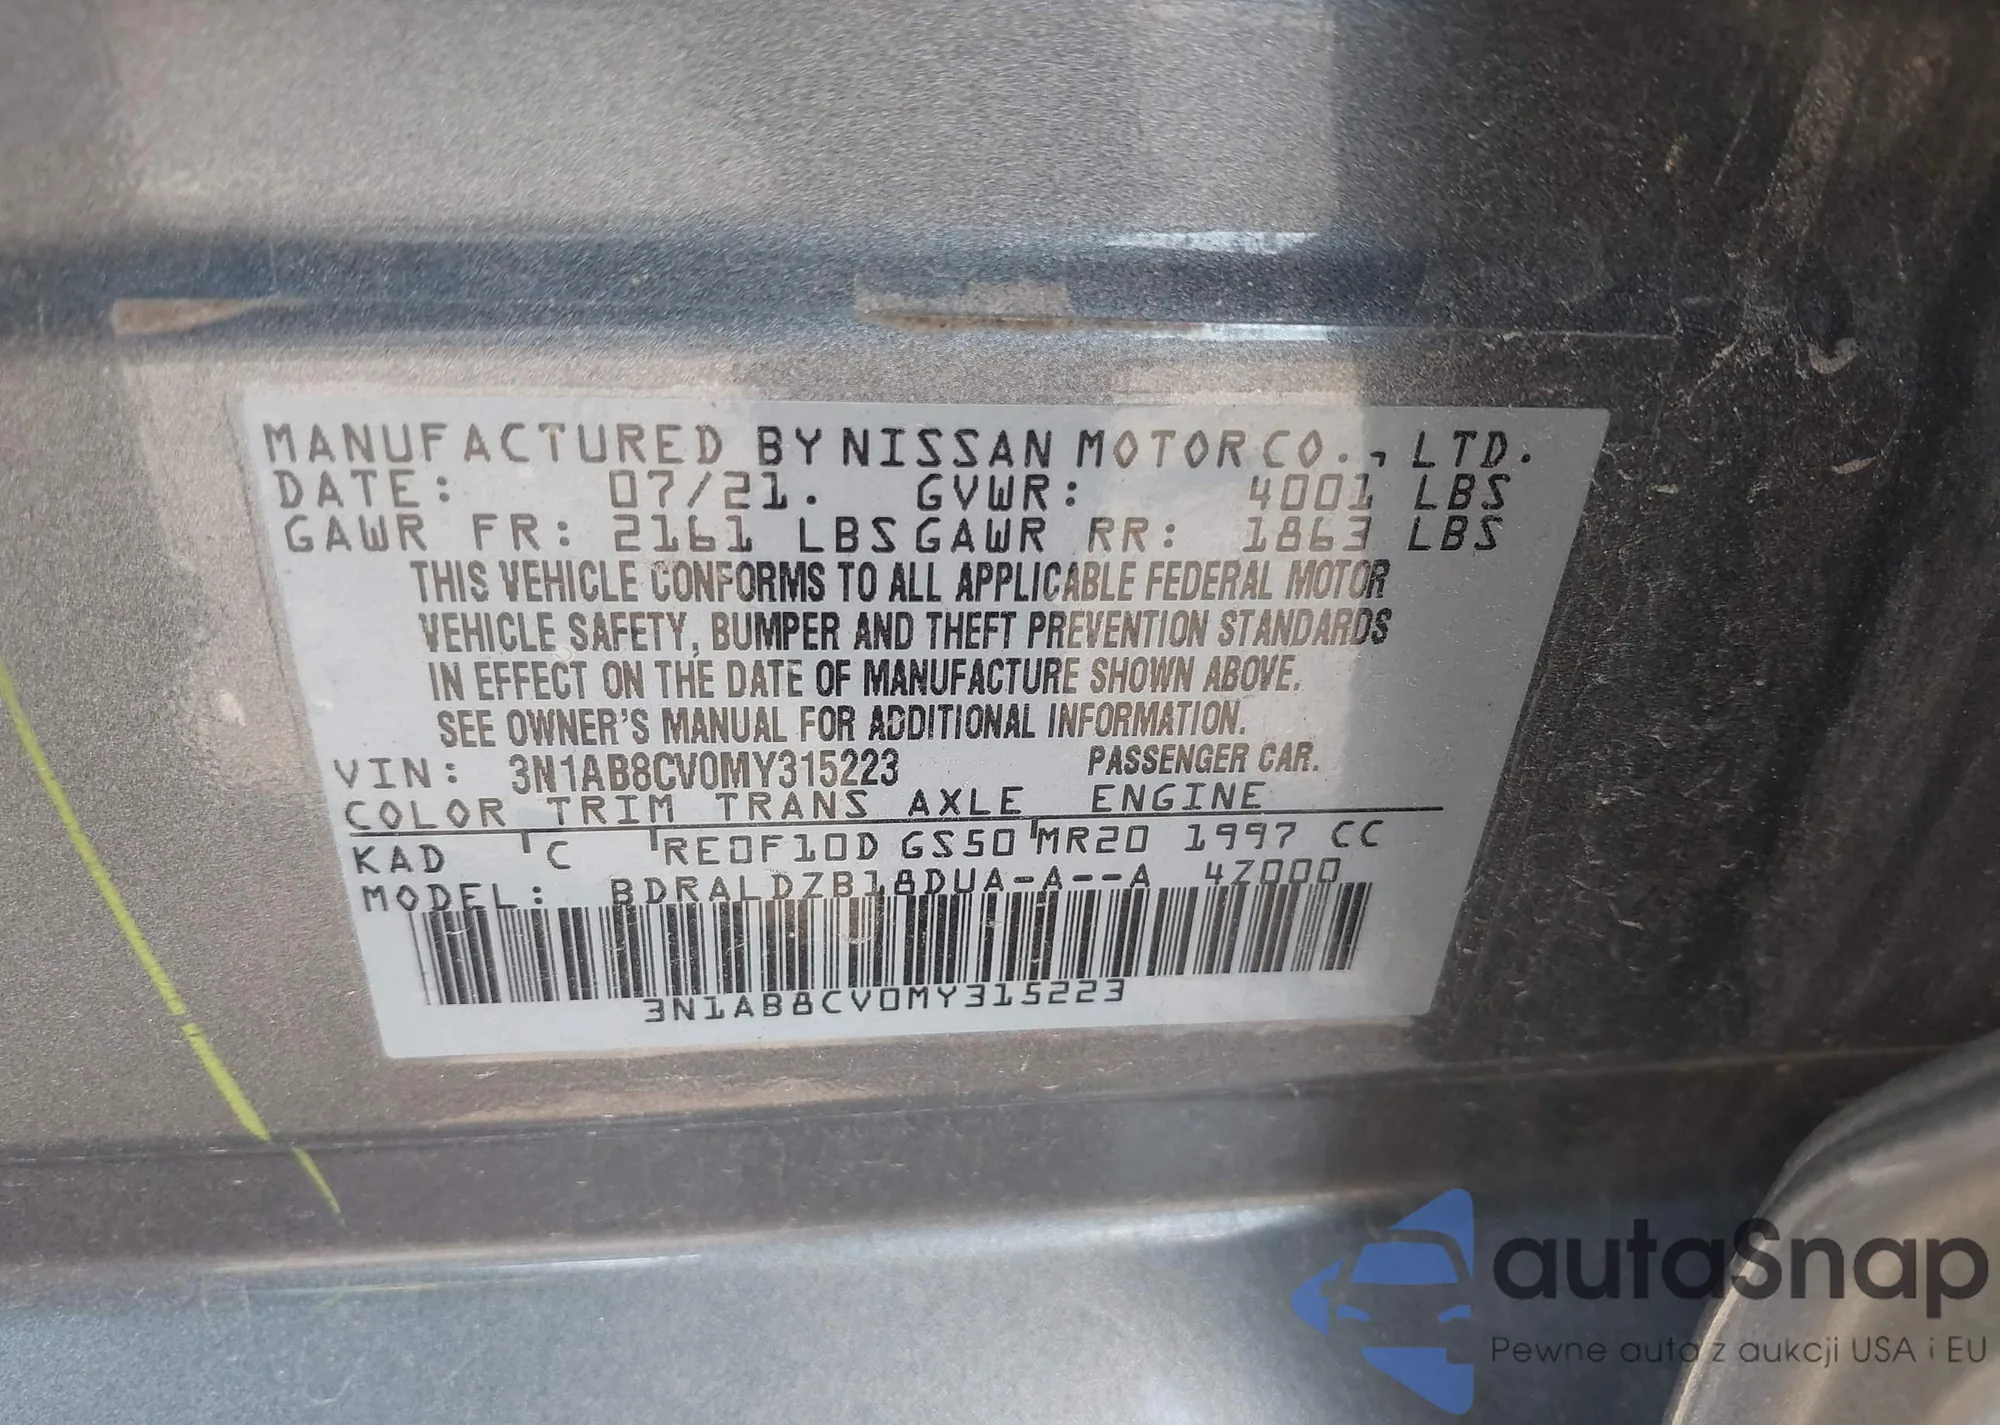 MANUFACTURED BY NISSAN MOTOR CO., LTD.
DATE: 07/21. GVWR: 4001 LBS
GAWR FR: 2161 LBS GAWR RR: 1863 LBS
THIS VEHICLE CONFORMS TO ALL APPLICABLE FEDERAL MOTOR
VEHICLE SAFETY, BUMPER AND THEFT PREVENTION STANDARDS
IN EFFECT ON THE DATE OF MANUFACTURE SHOWN ABOVE.
SEE OWNER'S MANUAL FOR ADDITIONAL INFORMATION.
VIN: 3N1AB8CV0MY315223 PASSENGER CAR.
COLOR TRIM TRANS AXLE ENGINE
KAD C RE0F10D GS50 MR20 1997 CC
MODEL: BDRALDZB18DUA-A--A 4Z000
3N1AB8CV0MY315223
autaSnap
Pewne auta z aukcji USA i EU